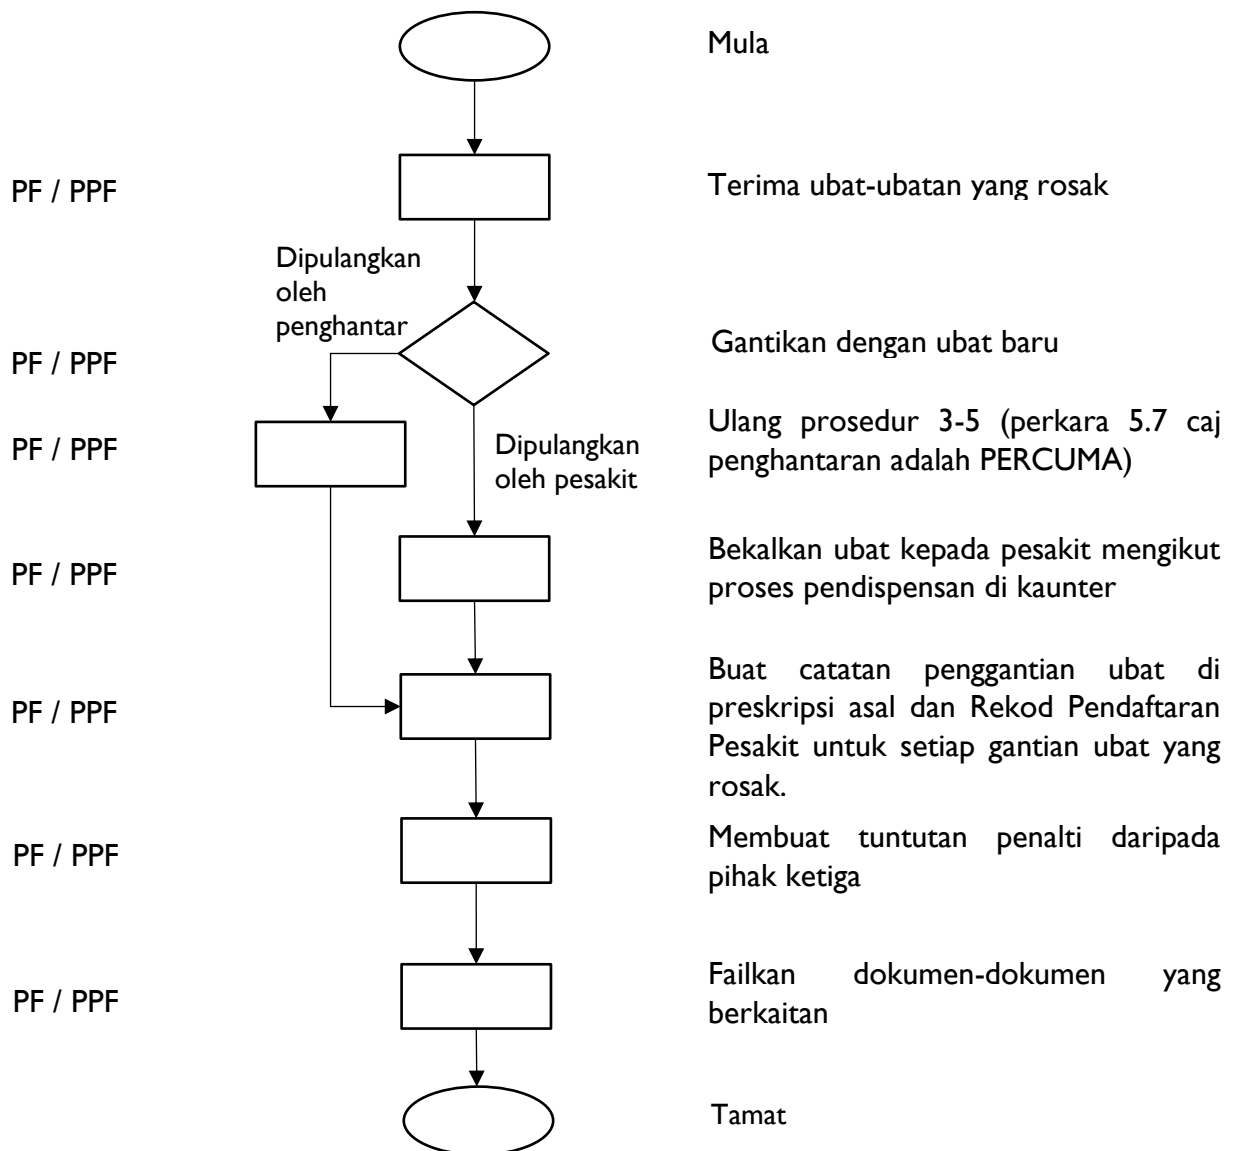 Mula
PF / PPF
Terima ubat-ubatan yang rosak
Dipulangkan
oleh
penghantar
PF / PPF
Gantikan dengan ubat baru
PF / PPF
Ulang prosedur 3-5 (perkara 5.7 caj
penghantaran adalah PERCUMA)
Dipulangkan
oleh pesakit
PF / PPF
Bekalkan ubat kepada pesakit mengikut
proses pendispensan di kaunter
PF / PPF
Buat catatan penggantian ubat di
preskripsi asal dan Rekod Pendaftaran
Pesakit untuk setiap gantian ubat yang
rosak.
PF / PPF
Membuat tuntutan penalti daripada
pihak ketiga
PF / PPF
Failkan dokumen-dokumen yang
berkaitan
Tamat